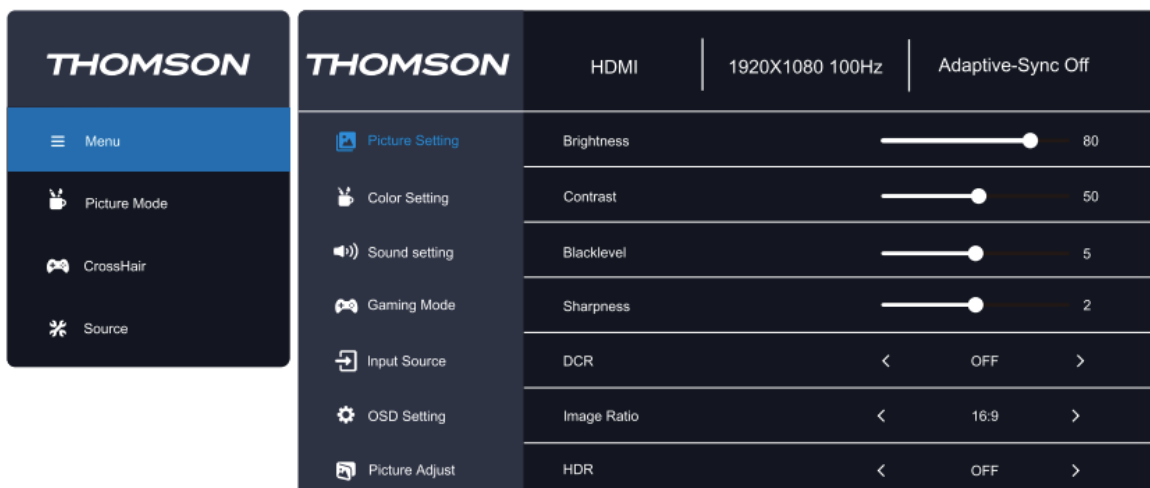 THOMSON
Menu
Picture Mode
CrossHair
Source
THOMSON
HDMI
1920X1080 100Hz
Adaptive-Sync Off
Picture Setting
Color Setting
Sound setting
Gaming Mode
Input Source
OSD Setting
Picture Adjust
Brightness 80
Contrast 50
Blacklevel 5
Sharpness 2
DCR < OFF >
Image Ratio < 16:9 >
HDR < OFF >